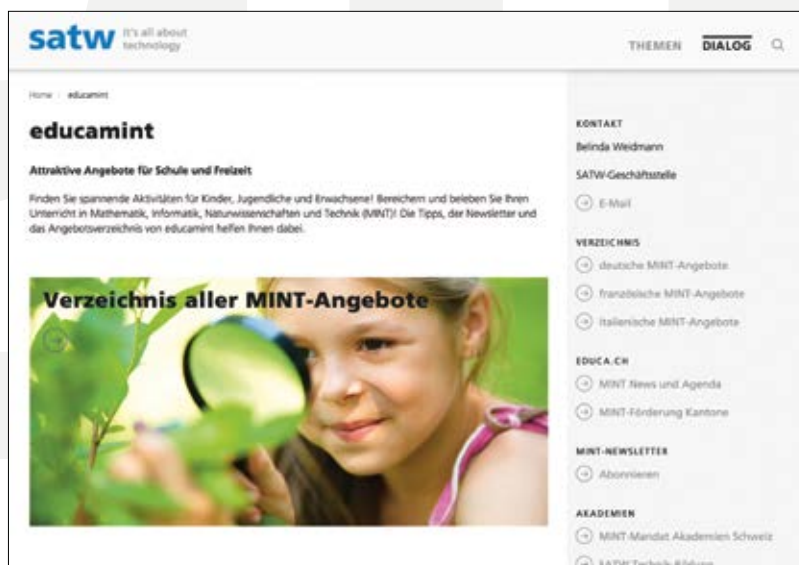 satw it's all about
technology
THEMEN DIALOG
Home educamint
educamint
Attraktive Angebote für Schule und Freizeit
Finden Sie spannende Aktivitäten für Kinder, Jugendliche und Erwachsene! Bereichern und beleben Sie Ihren
Unterricht in Mathematik, Informatik, Naturwissenschaften und Technik (MINT)! Die Tipps, der Newsletter und
das Angebotsverzeichnis von educamint helfen Ihnen dabei.
Verzeichnis aller MINT-Angebote
KONTAKT
Belinda Weidmann
SATW-Geschäftsstelle
E-Mail
VERZEICHNIS
deutsche MINT-Angebote
französische MINT-Angebote
italienische MINT-Angebote
EDUCA.CH
MINT News und Agenda
MINT-Förderung Kantone
MINT-NEWSLETTER
Abonnieren
AKADEMIEN
MINT-Mandat Akademien Schweiz
SATW Technik-Bildung